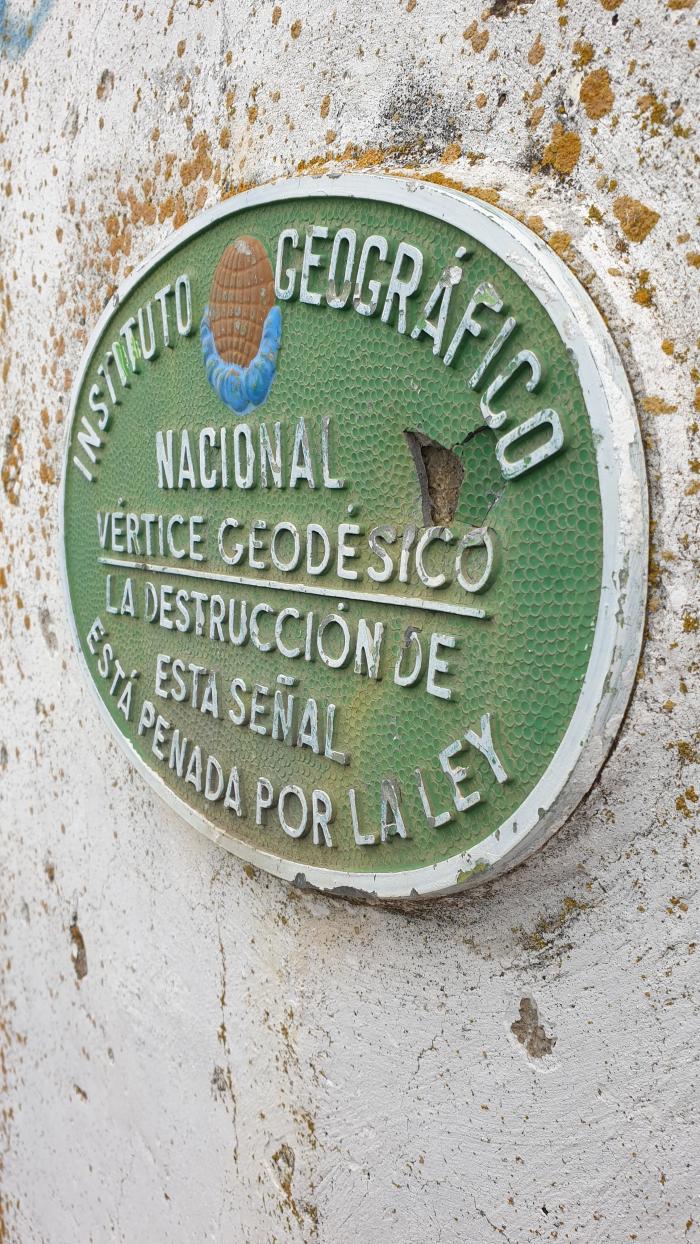 INSTITUTO GEOGRÁFICO
NACIONAL
VÉRTICE GEODÉSICO
LA DESTRUCCIÓN DE
ESTA SEÑAL
ESTÁ PENADA POR LA LEY